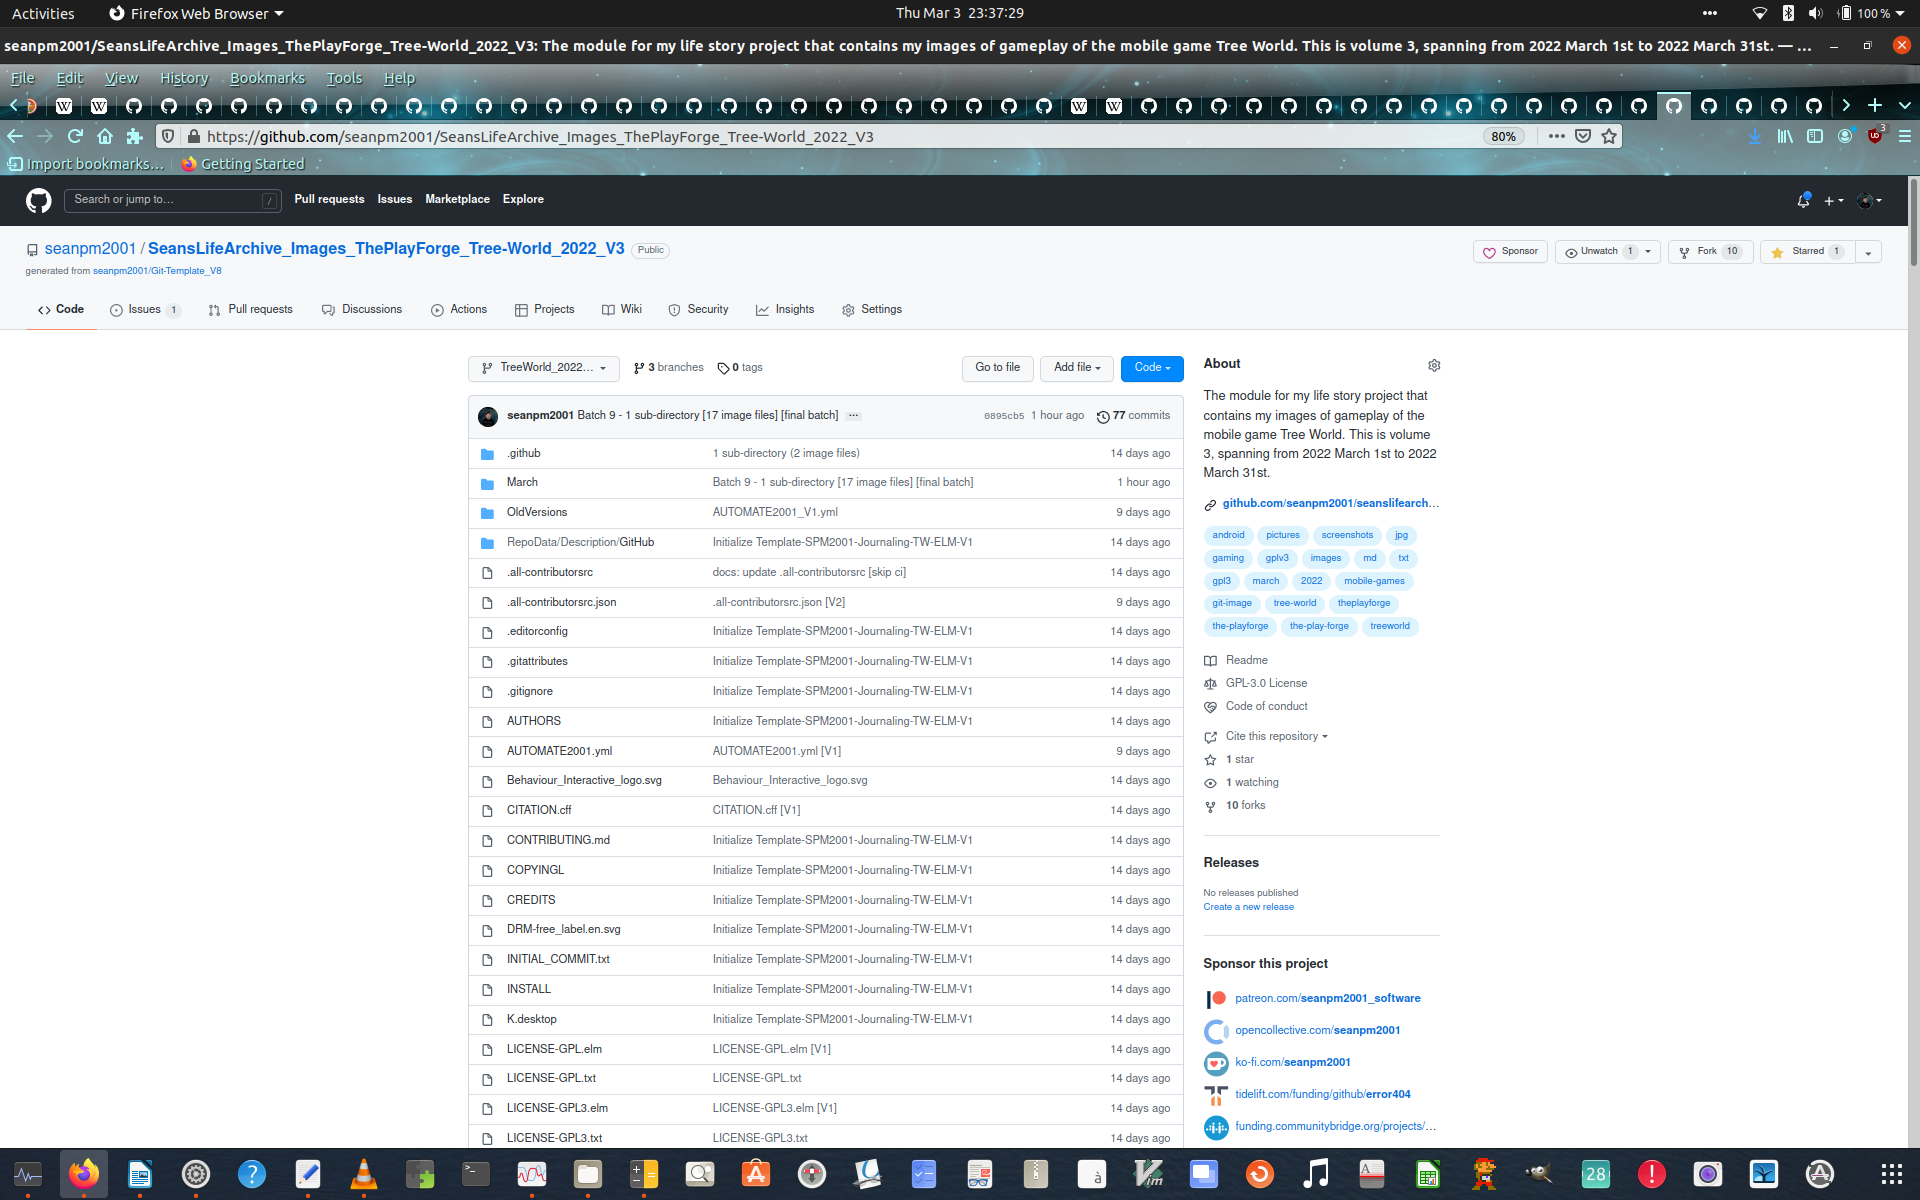 Activities
Firefox Web Browser
Thu Mar 3 23:37:29
100 %
seanpm2001/SeansLifeArchive_Images_ThePlayForge_Tree-World_2022_V3: The module for my life story project that contains my images of gameplay of the mobile game Tree World. This is volume 3, spanning from 2022 March 1st to 2022 March 31st. — ...
File Edit View History Bookmarks Tools Help
https://github.com/seanpm2001/SeansLifeArchive_Images_ThePlayForge_Tree-World_2022_V3
80%
3
Import bookmarks...
Getting Started
Search or jump to...
/
Pull requests Issues Marketplace Explore
seanpm2001 / SeansLifeArchive_Images_ThePlayForge_Tree-World_2022_V3 Public
generated from seanpm2001/Git-Template_V8
Sponsor
Unwatch 1
Fork 10
Starred 1
Code
Issues 1
Pull requests
Discussions
Actions
Projects
Wiki
Security
Insights
Settings
TreeWorld_2022...
3 branches
0 tags
Go to file
Add file
Code
seanpm2001 Batch 9 - 1 sub-directory [17 image files] [final batch] ...
0895cb5 1 hour ago
77 commits
.github 1 sub-directory (2 image files) 14 days ago
March Batch 9 - 1 sub-directory [17 image files] [final batch] 1 hour ago
OldVersions AUTOMATE2001_V1.yml 9 days ago
RepoData/Description/GitHub Initialize Template-SPM2001-Journaling-TW-ELM-V1 14 days ago
.all-contributorsrc docs: update .all-contributorsrc [skip ci] 14 days ago
.all-contributorsrc.json .all-contributorsrc.json [V2] 9 days ago
.editorconfig Initialize Template-SPM2001-Journaling-TW-ELM-V1 14 days ago
.gitattributes Initialize Template-SPM2001-Journaling-TW-ELM-V1 14 days ago
.gitignore Initialize Template-SPM2001-Journaling-TW-ELM-V1 14 days ago
AUTHORS Initialize Template-SPM2001-Journaling-TW-ELM-V1 14 days ago
AUTOMATE2001.yml AUTOMATE2001.yml [V1] 9 days ago
Behaviour_Interactive_logo.svg Behaviour_Interactive_logo.svg 14 days ago
CITATION.cff CITATION.cff [V1] 14 days ago
CONTRIBUTING.md Initialize Template-SPM2001-Journaling-TW-ELM-V1 14 days ago
COPYINGL Initialize Template-SPM2001-Journaling-TW-ELM-V1 14 days ago
CREDITS Initialize Template-SPM2001-Journaling-TW-ELM-V1 14 days ago
DRM-free_label.en.svg Initialize Template-SPM2001-Journaling-TW-ELM-V1 14 days ago
INITIAL_COMMIT.txt Initialize Template-SPM2001-Journaling-TW-ELM-V1 14 days ago
INSTALL Initialize Template-SPM2001-Journaling-TW-ELM-V1 14 days ago
K.desktop Initialize Template-SPM2001-Journaling-TW-ELM-V1 14 days ago
LICENSE-GPL.elm LICENSE-GPL.elm [V1] 14 days ago
LICENSE-GPL.txt LICENSE-GPL.txt 14 days ago
LICENSE-GPL3.elm LICENSE-GPL3.elm [V1] 14 days ago
LICENSE-GPL3.txt LICENSE-GPL3.txt 14 days ago
About
The module for my life story project that
contains my images of gameplay of the
mobile game Tree World. This is volume
3, spanning from 2022 March 1st to 2022
March 31st.
github.com/seanpm2001/seanslifearch...
android pictures screenshots jpg
gaming gplv3 images md txt
gpl3 march 2022 mobile-games
git-image tree-world theplayforge
the-playforge the-play-forge treeworld
Readme
GPL-3.0 License
Code of conduct
Cite this repository
1 star
1 watching
10 forks
Releases
No releases published
Create a new release
Sponsor this project
patreon.com/seanpm2001_software
opencollective.com/seanpm2001
ko-fi.com/seanpm2001
tidelift.com/funding/github/error404
funding.communitybridge.org/projects/...
28